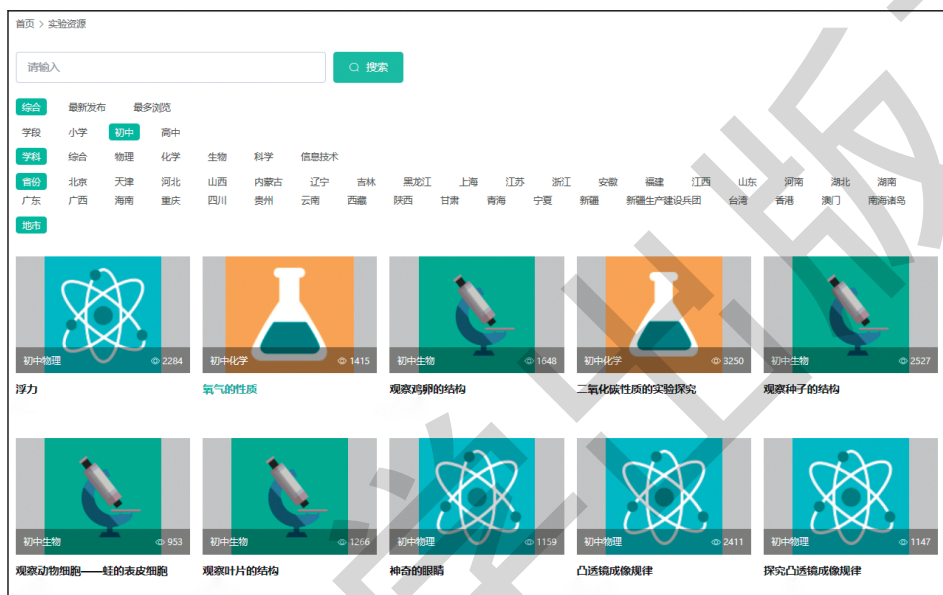 首页 > 实验资源
请输入 搜索
综合 最新发布 最多浏览
学段 小学 初中 高中
学科 综合 物理 化学 生物 科学 信息技术
省份 北京 天津 河北 山西 内蒙古 辽宁 吉林 黑龙江 上海 江苏 浙江 安徽 福建 江西 山东 河南 湖北 湖南
广东 广西 海南 重庆 四川 贵州 云南 西藏 陕西 甘肃 青海 宁夏 新疆 新疆生产建设兵团 台湾 香港 澳门 南海诸岛
地市
初中物理 2284 初中化学 1415 初中生物 1648 初中化学 3250 初中生物 2527
浮力 氧气的性质 观察鸡卵的结构 二氧化碳性质的实验探究 观察种子的结构
初中生物 953 初中生物 1266 初中物理 1159 初中物理 2411 初中物理 1147
观察动物细胞——蛙的表皮细胞 观察叶片的结构 神奇的眼睛 凸透镜成像规律 探究凸透镜成像规律